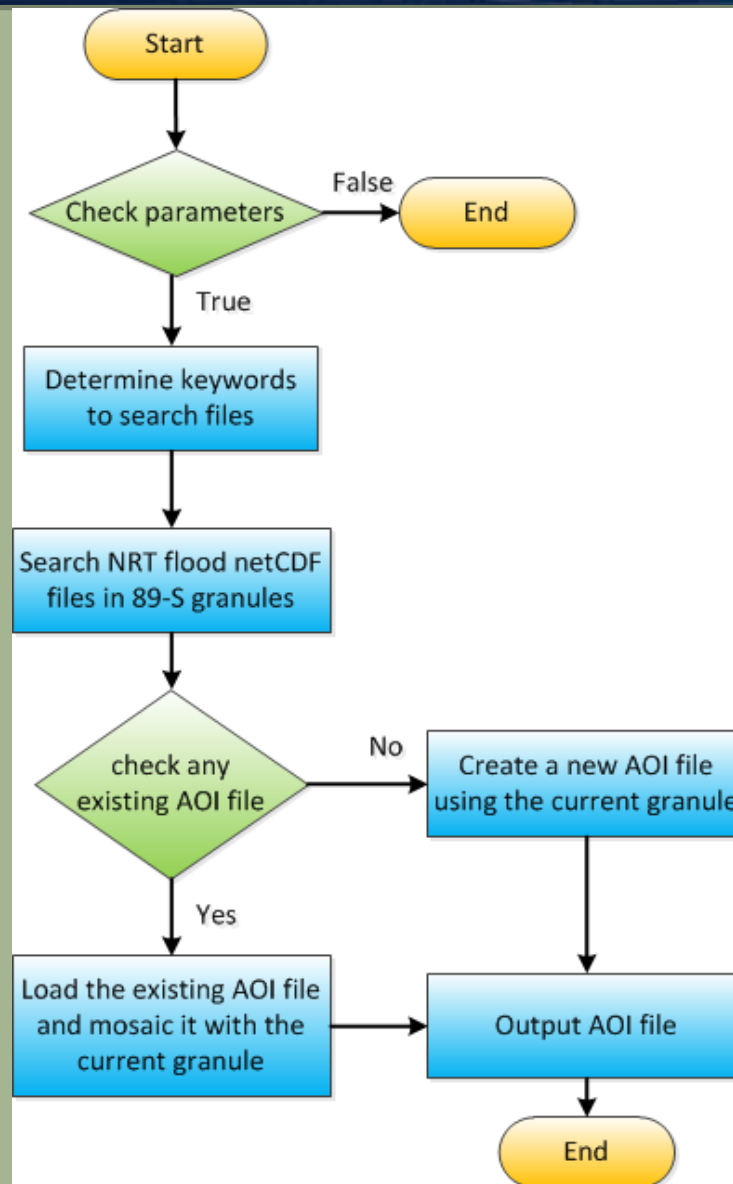 Start
Check parameters
False
End
True
Determine keywords
to search files
Search NRT flood netCDF
files in 89-S granules
check any
existing AOI file
No
Create a new AOI file
using the current granule
Yes
Load the existing AOI file
and mosaic it with the
current granule
Output AOI file
End